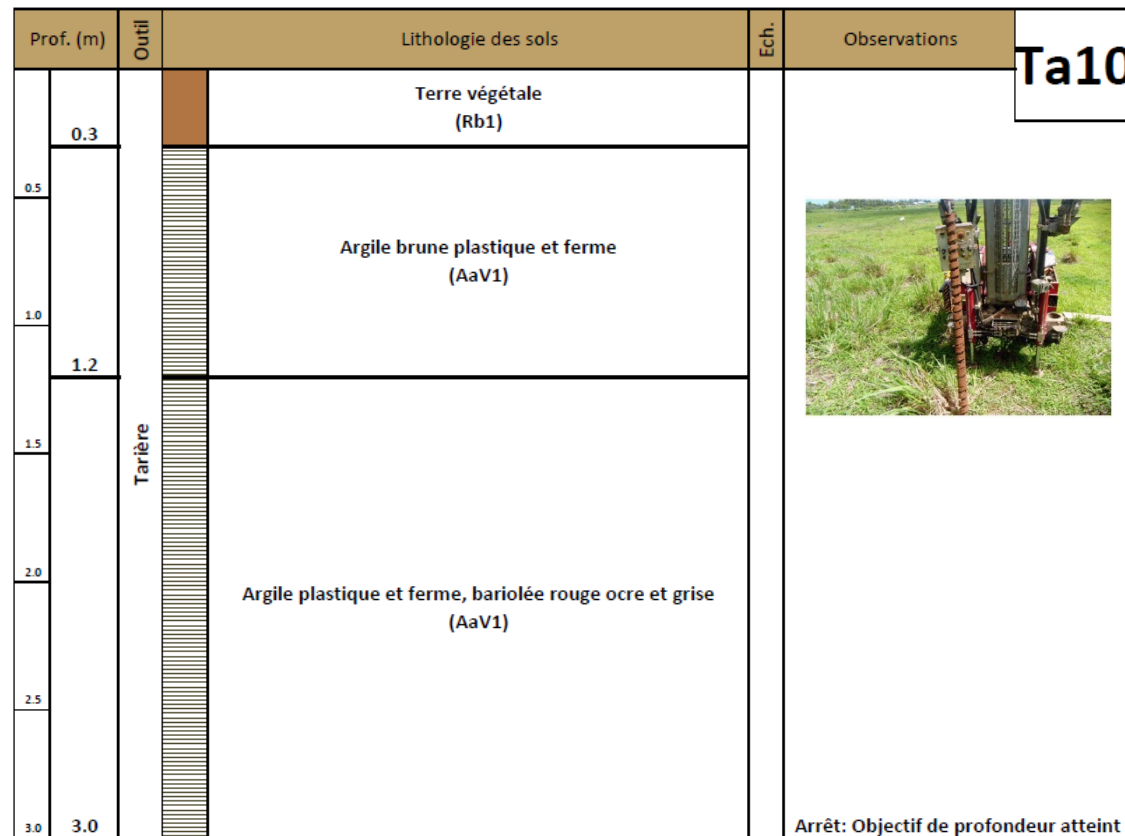 Prof. (m)
Outil
Lithologie des sols
Ech.
Observations
Ta10
Terre végétale
(Rb1)
0.3
0.5
Argile brune plastique et ferme
(AaV1)
1.0
1.2
1.5
Tarière
2.0
Argile plastique et ferme, bariolée rouge ocre et grise
(AaV1)
2.5
3.0
3.0
Arrêt: Objectif de profondeur atteint